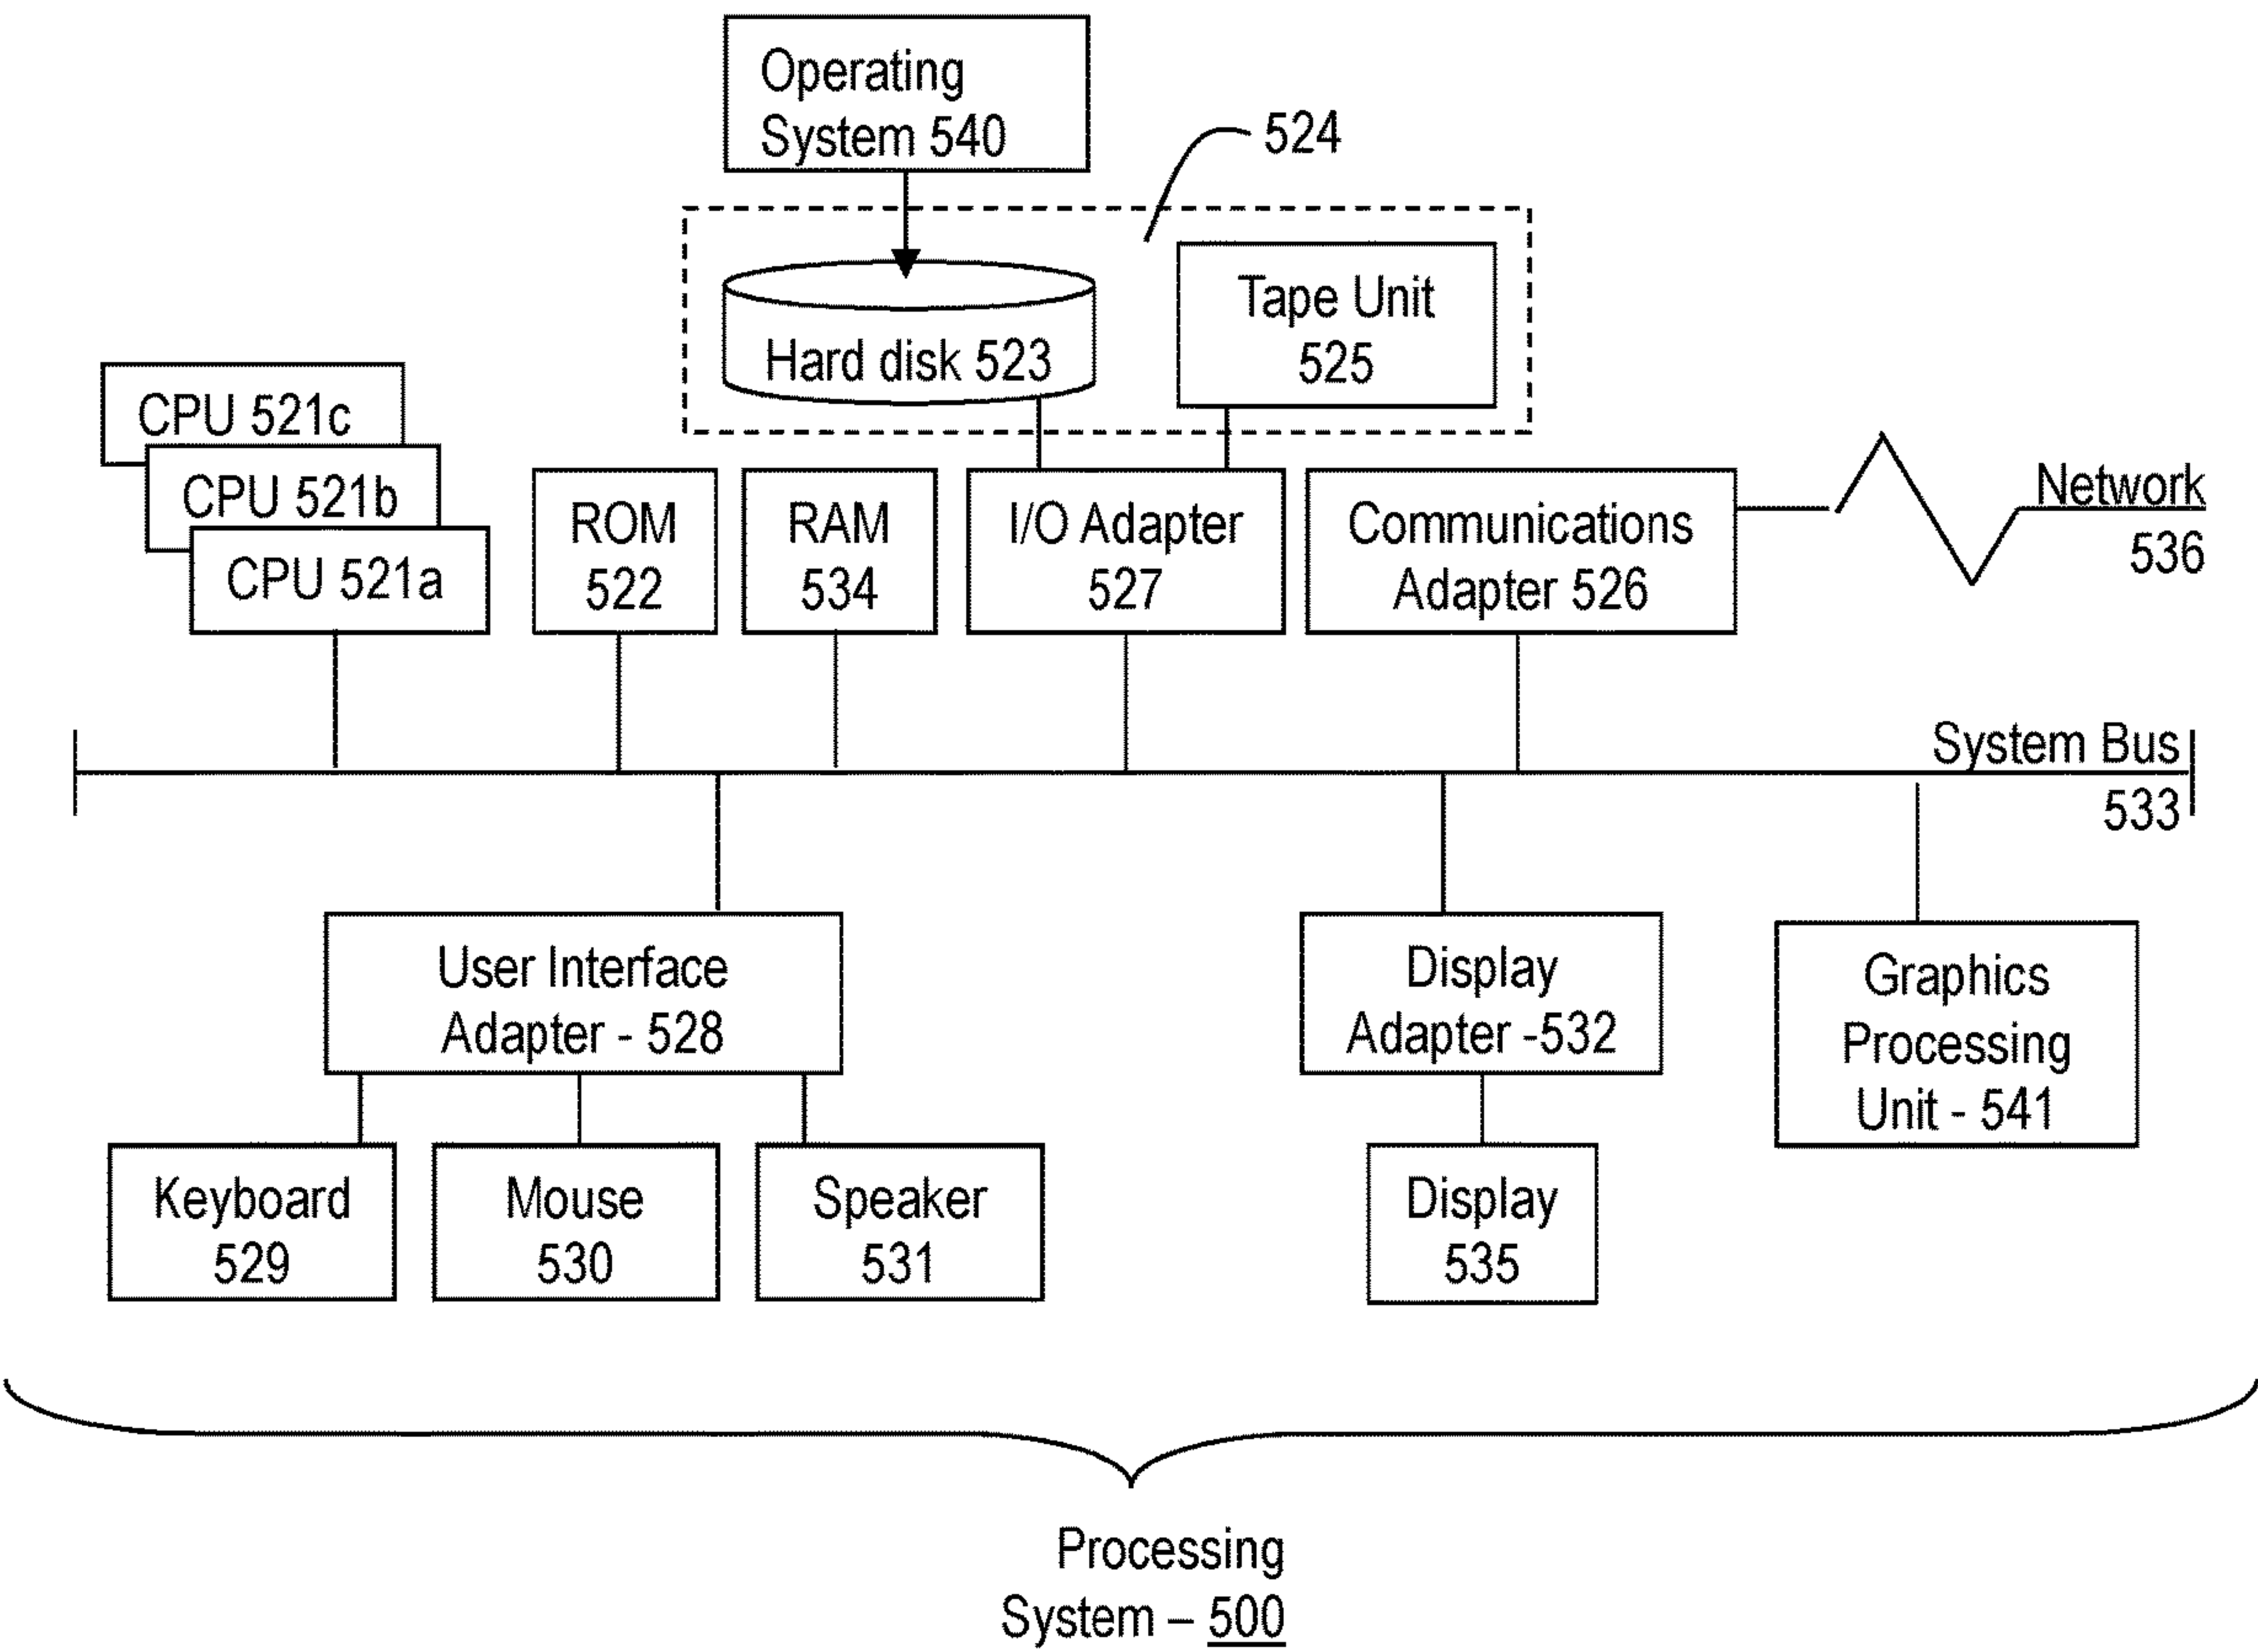 Operating
System 540
524
Hard disk 523
Tape Unit
525
CPU 521c
CPU 521b
CPU 521a
ROM
522
RAM
534
I/O Adapter
527
Communications
Adapter 526
Network
536
System Bus
533
User Interface
Adapter - 528
Display
Adapter -532
Graphics
Processing
Unit - 541
Keyboard
529
Mouse
530
Speaker
531
Display
535
Processing
System – 500